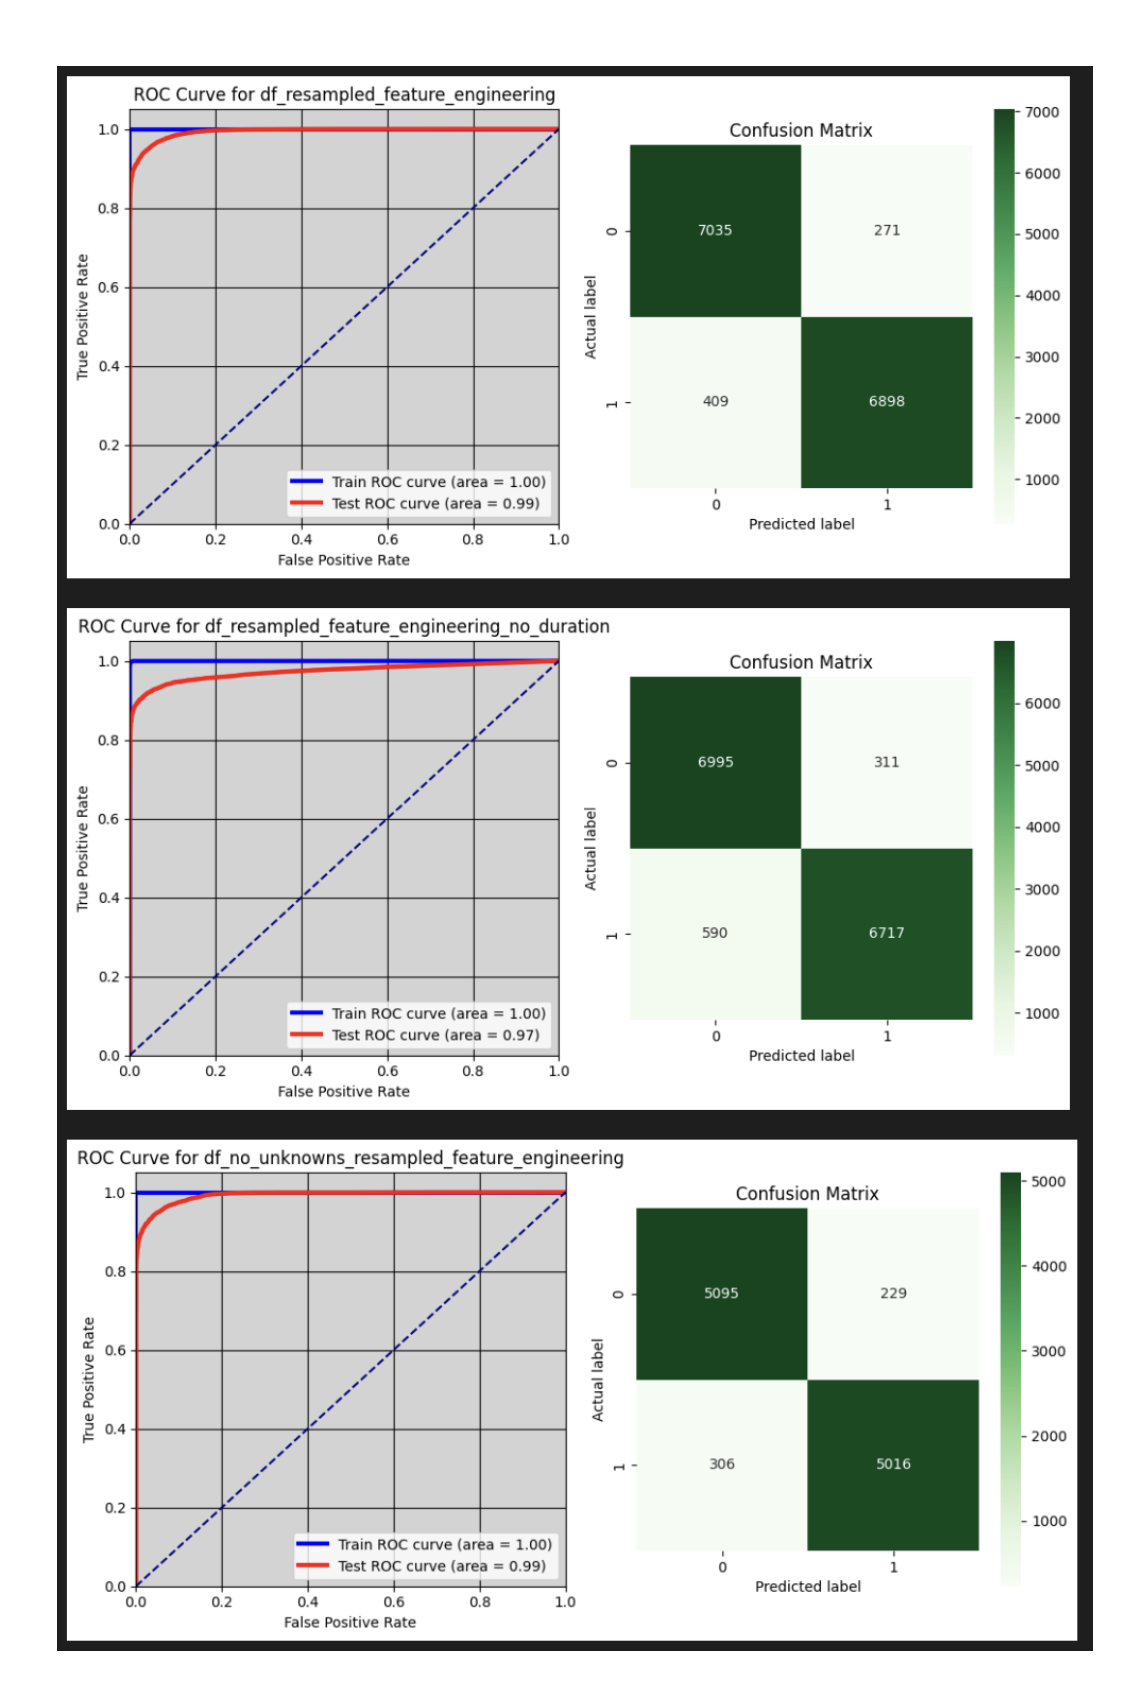 ROC Curve for df_resampled_feature_engineering
1.0
0.8
0.6
0.4
0.2
0.0
True Positive Rate
0.0 0.2 0.4 0.6 0.8 1.0
False Positive Rate
Train ROC curve (area = 1.00)
Test ROC curve (area = 0.99)
Confusion Matrix
Actual label
0
1
7035 271
409 6898
0 1
Predicted label
7000
6000
5000
4000
3000
2000
1000
ROC Curve for df_resampled_feature_engineering_no_duration
1.0
0.8
0.6
0.4
0.2
0.0
True Positive Rate
0.0 0.2 0.4 0.6 0.8 1.0
False Positive Rate
Train ROC curve (area = 1.00)
Test ROC curve (area = 0.97)
Confusion Matrix
Actual label
0
1
6995 311
590 6717
0 1
Predicted label
6000
5000
4000
3000
2000
1000
ROC Curve for df_no_unknowns_resampled_feature_engineering
1.0
0.8
0.6
0.4
0.2
0.0
True Positive Rate
0.0 0.2 0.4 0.6 0.8 1.0
False Positive Rate
Train ROC curve (area = 1.00)
Test ROC curve (area = 0.99)
Confusion Matrix
Actual label
0
1
5095 229
306 5016
0 1
Predicted label
5000
4000
3000
2000
1000